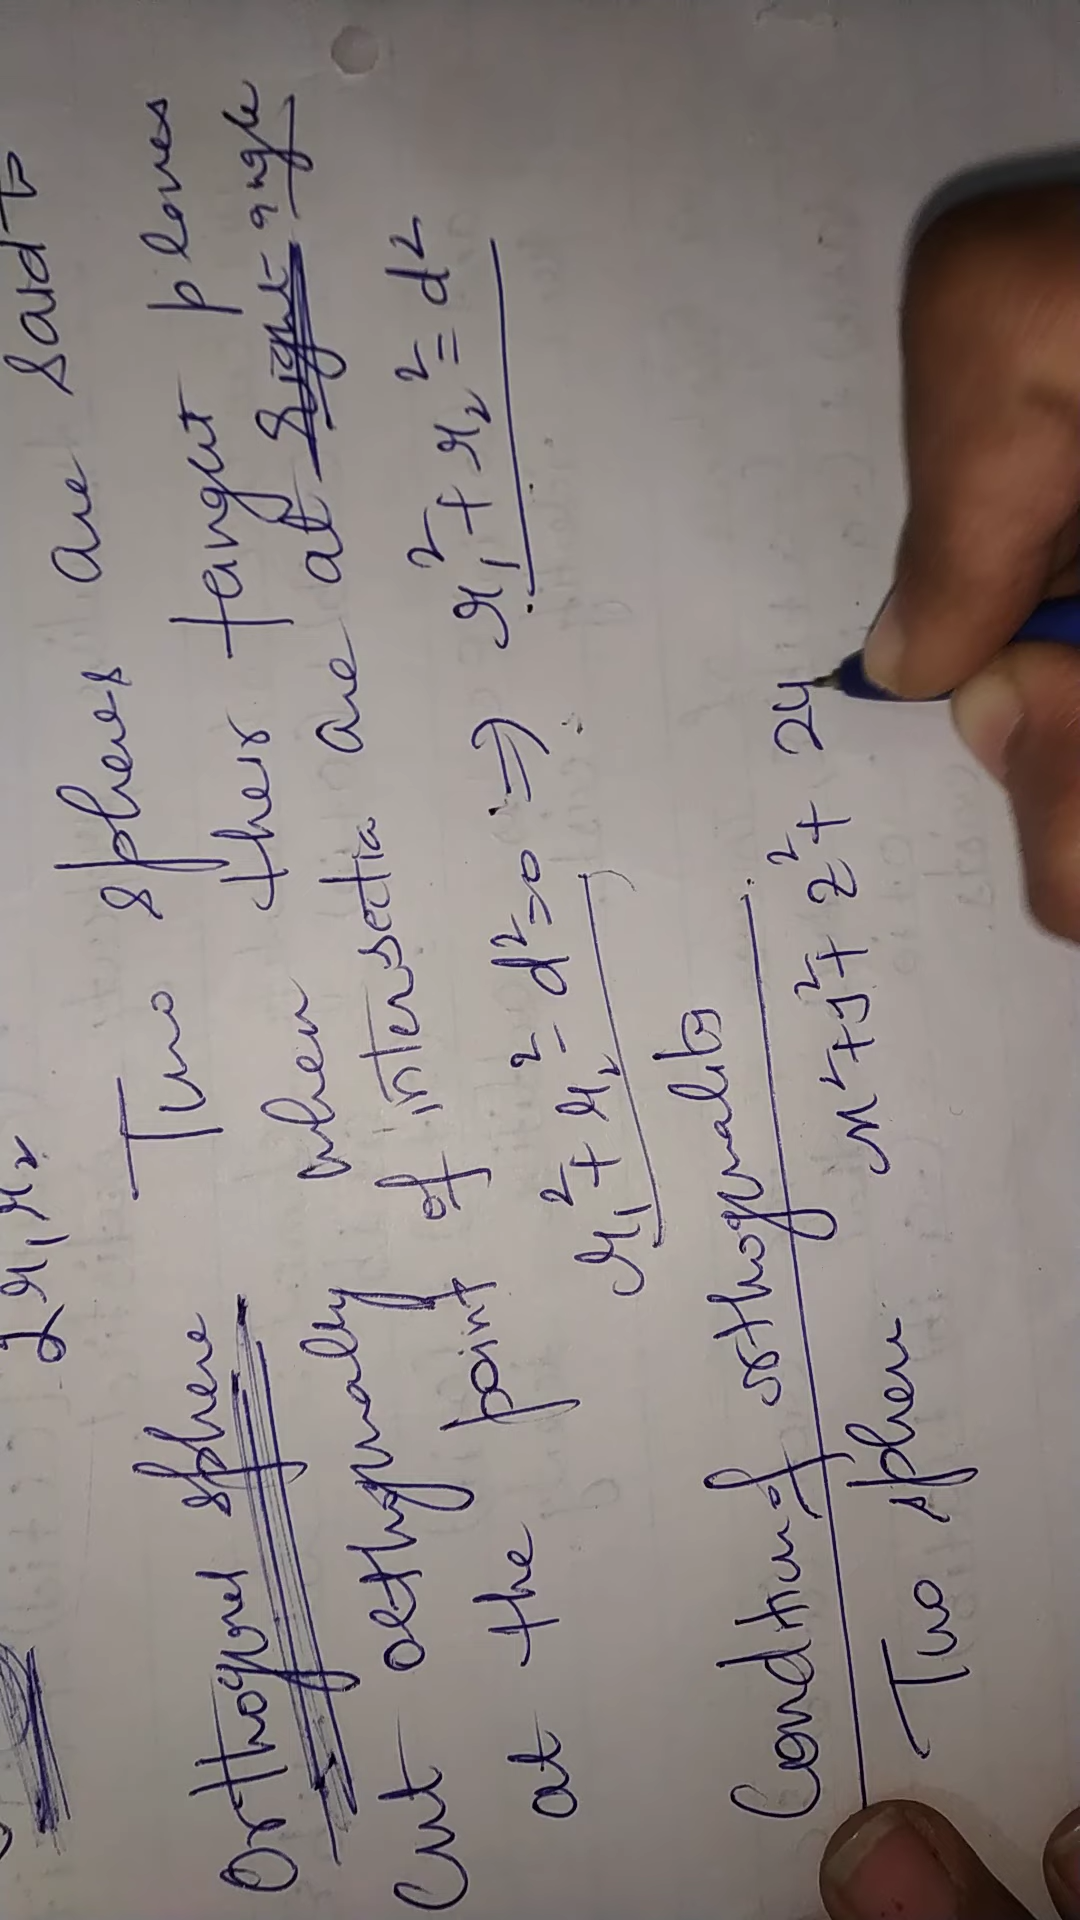 2r₁r₂
Orthogonal sphere Two spheres are said to
Cut orthogonally when their tangent planes
at the point of intersection are at right angle
r₁² + r₂² - d² = 0 ⇒ r₁² + r₂² = d²
Condition of orthogonality
Two sphere x² + y² + z² + 24